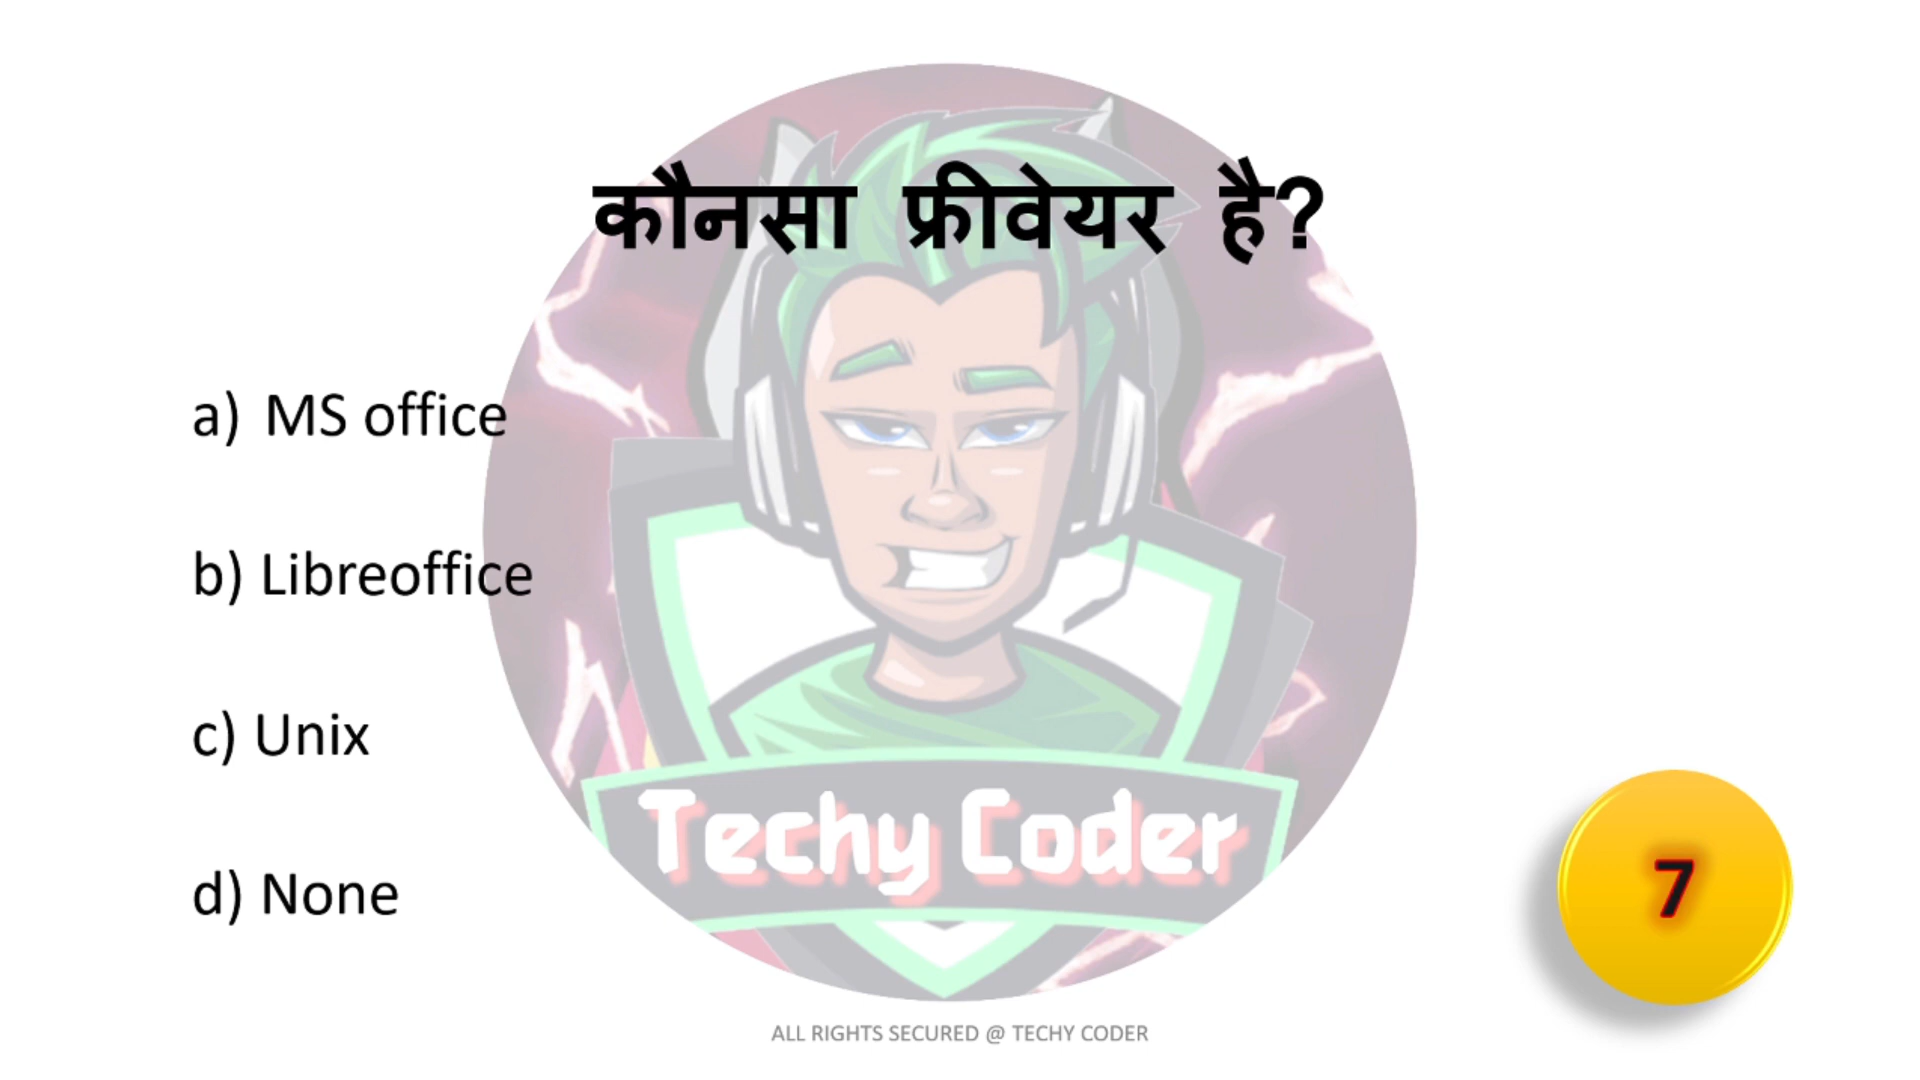 कौनसा फ्रीवेयर है?
a) MS office
b) Libreoffice
c) Unix
d) None
Techy Coder
7
ALL RIGHTS SECURED @ TECHY CODER